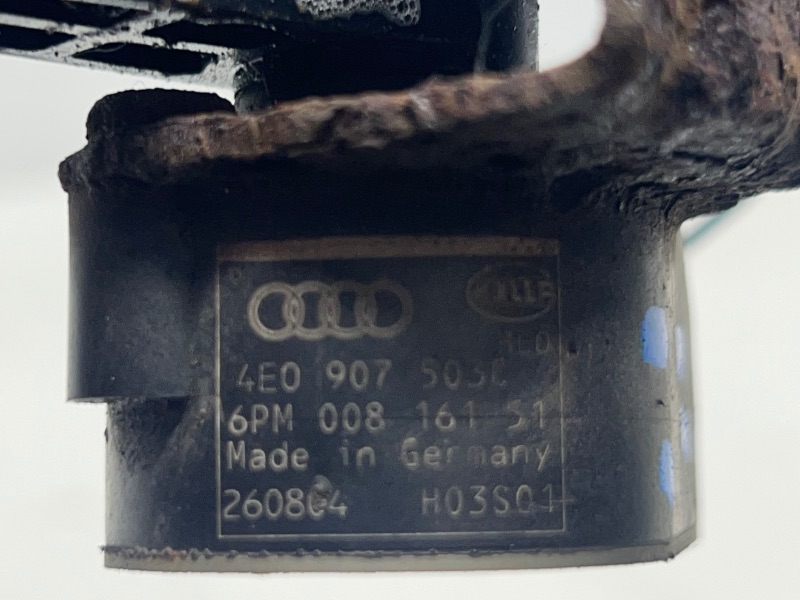 HELLA
4E0 907 503C
6PM 008 161 51
Made in Germany
260804 H03S01